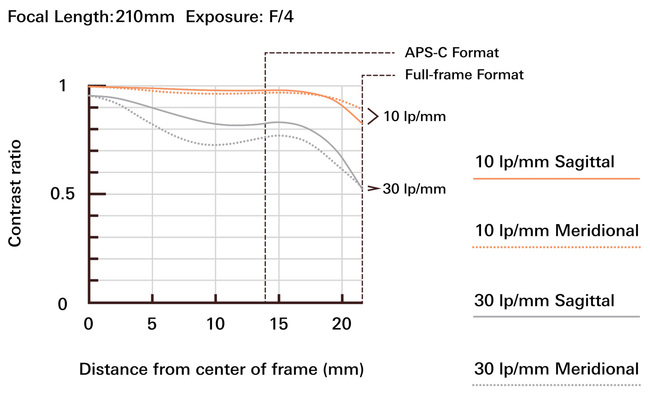 Focal Length:210mm  Exposure: F/4
APS-C Format
Full-frame Format
1
10 lp/mm
Contrast ratio
10 lp/mm Sagittal
0.5
30 lp/mm
10 lp/mm Meridional
30 lp/mm Sagittal
0
0 5 10 15 20
Distance from center of frame (mm)
30 lp/mm Meridional